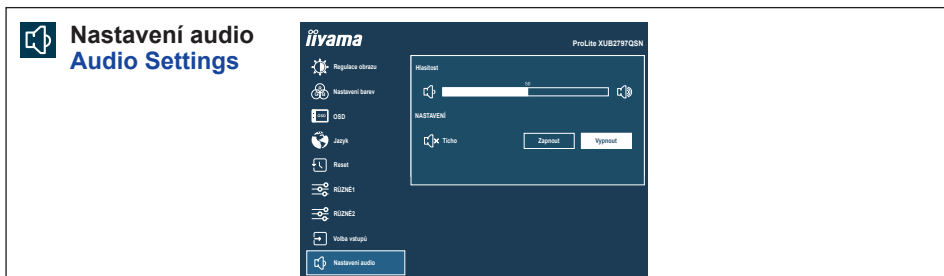 Nastavení audio
Audio Settings
iiyama
ProLite XUB2797QSN
Regulace obrazu
Nastavení barev
OSD
OSD
Jazyk
Reset
RŮZNÉ1
RŮZNÉ2
Volba vstupů
Nastavení audio
Hlasitost
50
NASTAVENÍ
Ticho
Zapnout
Vypnout